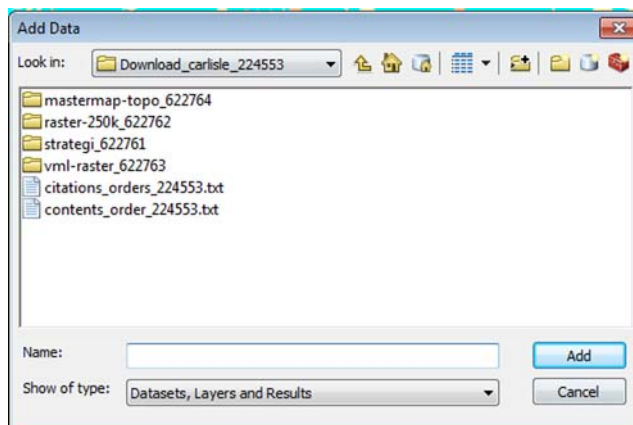 Add Data
Look in: Download_carlisle_224553
mastermap-topo_622764
raster-250k_622762
strategi_622761
vml-raster_622763
citations_orders_224553.txt
contents_order_224553.txt
Name: Add
Show of type: Datasets, Layers and Results Cancel